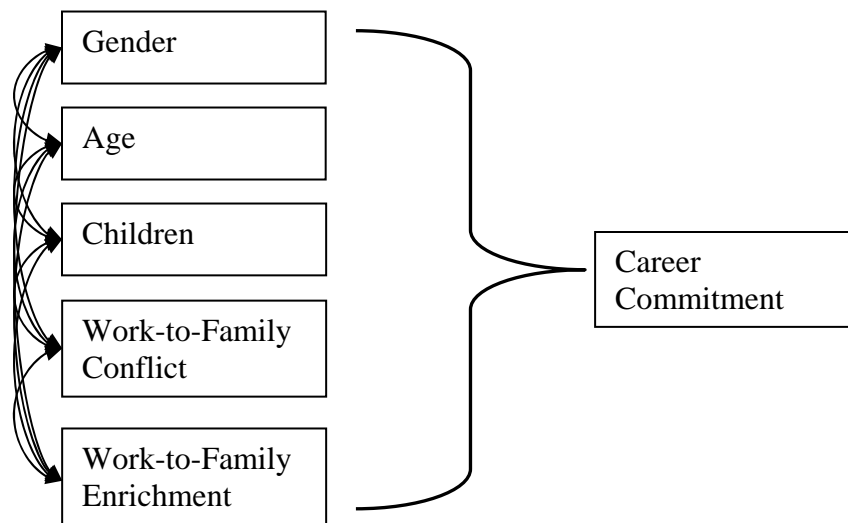 Gender
Age
Children
Work-to-Family
Conflict
Work-to-Family
Enrichment
Career
Commitment